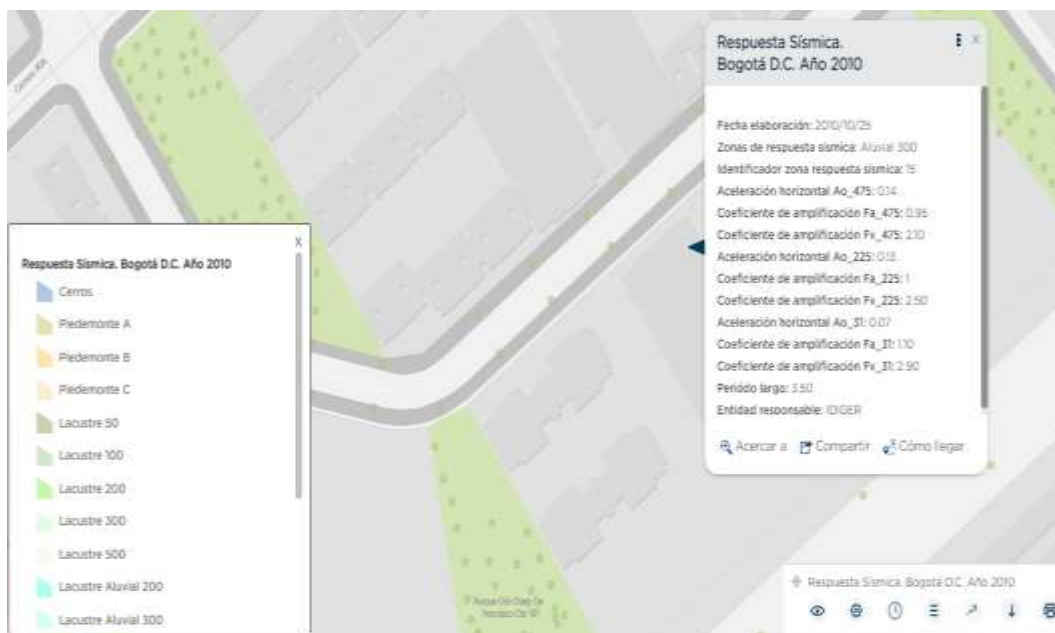 Respuesta Sísmica.
Bogotá D.C. Año 2010
X
Fecha elaboración: 2010/10/25
Zonas de respuesta sísmica: Aluvial 300
Identificador zona respuesta sísmica: 15
Aceleración horizontal Ao_475: 0.14
Coeficiente de amplificación Fa_475: 0.95
Coeficiente de amplificación Fv_475: 2.10
Aceleración horizontal Ao_225: 0.13
Coeficiente de amplificación Fa_225: 1
Coeficiente de amplificación Fv_225: 2.50
Aceleración horizontal Ao_31: 0.07
Coeficiente de amplificación Fa_31: 1.10
Coeficiente de amplificación Fv_31: 2.90
Periódo largo: 3.50
Entidad responsable: IDIGER
Acercar a Compartir Cómo llegar
X
Respuesta Sísmica. Bogotá D.C. Año 2010
Cerros
Piedemonte A
Piedemonte B
Piedemonte C
Lacustre 50
Lacustre 100
Lacustre 200
Lacustre 300
Lacustre 500
Lacustre Aluvial 200
Lacustre Aluvial 300
Respuesta Sísmica. Bogotá D.C. Año 2010